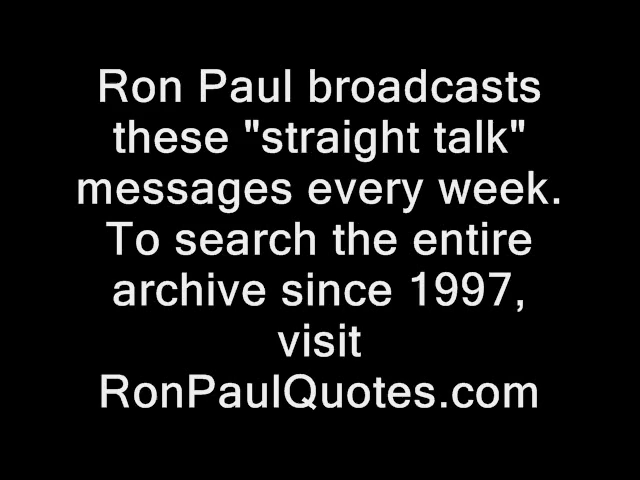 Ron Paul broadcasts
these "straight talk"
messages every week.
To search the entire
archive since 1997,
visit
RonPaulQuotes.com